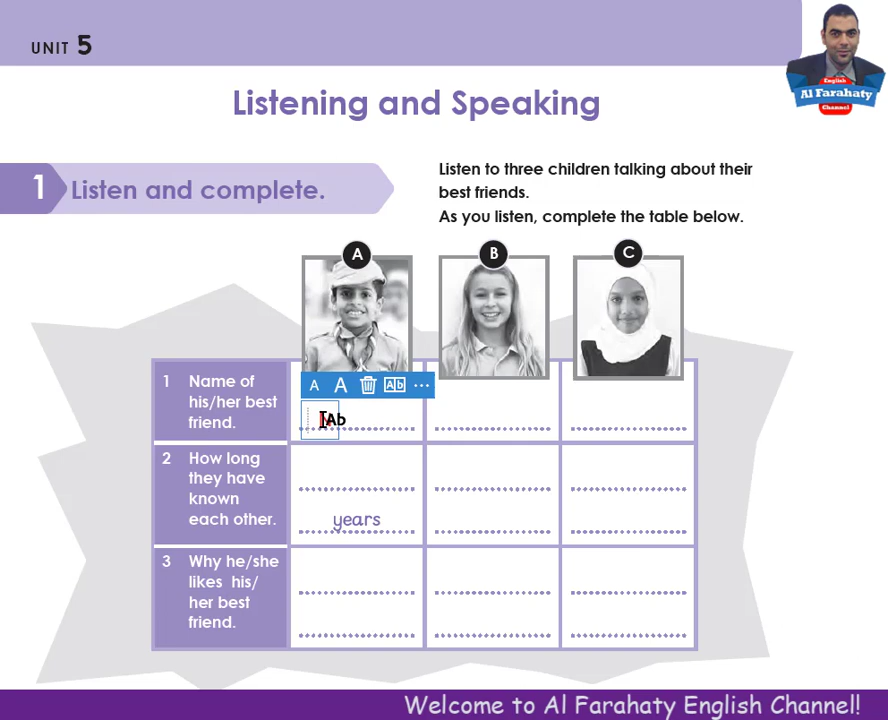 UNIT 5
English
Al Farahaty
Channel
Listening and Speaking
1 Listen and complete.
Listen to three children talking about their
best friends.
As you listen, complete the table below.
A
B
C
A A Ab ...
1 Name of
his/her best
friend.
Ab
2 How long
they have
known
each other.
years
3 Why he/she
likes his/
her best
friend.
Welcome to Al Farahaty English Channel!